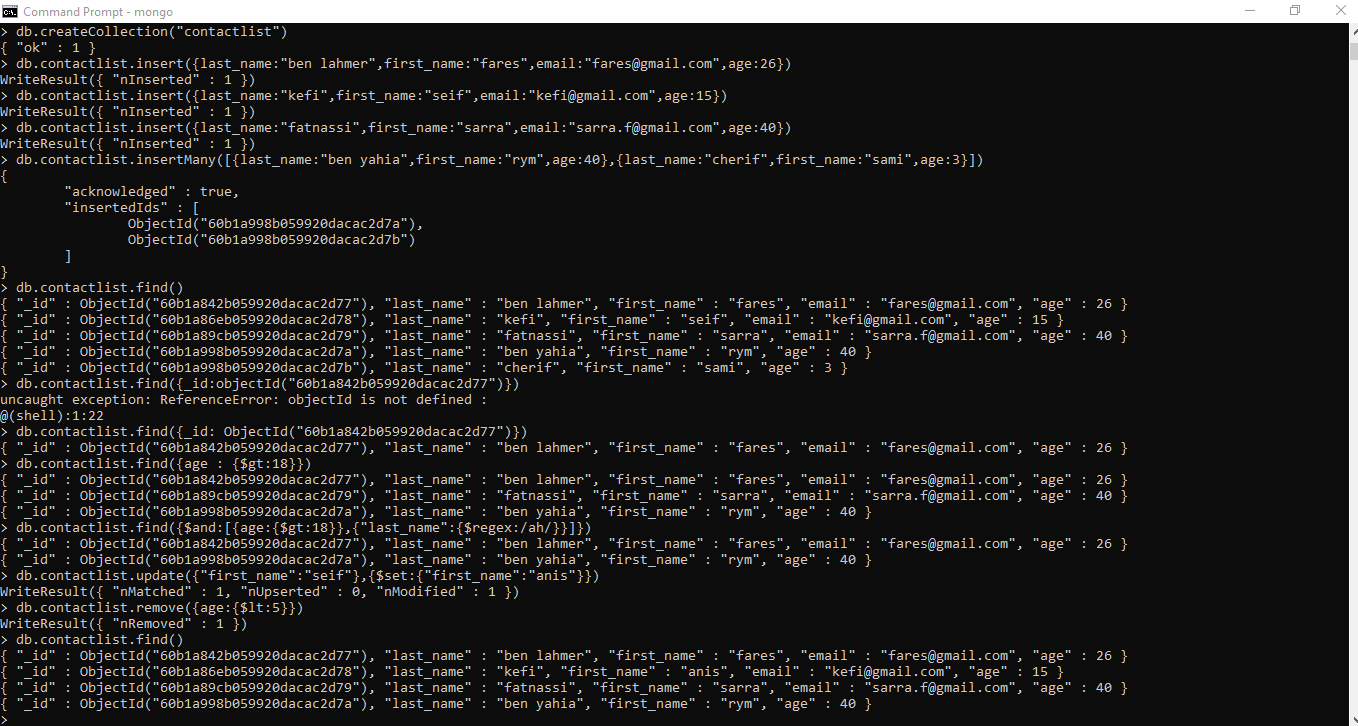 Command Prompt - mongo
> db.createCollection("contactlist")
{ "ok" : 1 }
> db.contactlist.insert({last_name:"ben lahmer",first_name:"fares",email:"fares@gmail.com",age:26})
WriteResult({ "nInserted" : 1 })
> db.contactlist.insert({last_name:"kefi",first_name:"seif",email:"kefi@gmail.com",age:15})
WriteResult({ "nInserted" : 1 })
> db.contactlist.insert({last_name:"fatnassi",first_name:"sarra",email:"sarra.f@gmail.com",age:40})
WriteResult({ "nInserted" : 1 })
> db.contactlist.insertMany([{last_name:"ben yahia",first_name:"rym",age:40},{last_name:"cherif",first_name:"sami",age:3}])
{
        "acknowledged" : true,
        "insertedIds" : [
                ObjectId("60b1a998b059920dacac2d7a"),
                ObjectId("60b1a998b059920dacac2d7b")
        ]
}
> db.contactlist.find()
{ "_id" : ObjectId("60b1a842b059920dacac2d77"), "last_name" : "ben lahmer", "first_name" : "fares", "email" : "fares@gmail.com", "age" : 26 }
{ "_id" : ObjectId("60b1a86eb059920dacac2d78"), "last_name" : "kefi", "first_name" : "seif", "email" : "kefi@gmail.com", "age" : 15 }
{ "_id" : ObjectId("60b1a89cb059920dacac2d79"), "last_name" : "fatnassi", "first_name" : "sarra", "email" : "sarra.f@gmail.com", "age" : 40 }
{ "_id" : ObjectId("60b1a998b059920dacac2d7a"), "last_name" : "ben yahia", "first_name" : "rym", "age" : 40 }
{ "_id" : ObjectId("60b1a998b059920dacac2d7b"), "last_name" : "cherif", "first_name" : "sami", "age" : 3 }
> db.contactlist.find({_id:objectId("60b1a842b059920dacac2d77")})
uncaught exception: ReferenceError: objectId is not defined :
@(shell):1:22
> db.contactlist.find({_id: ObjectId("60b1a842b059920dacac2d77")})
{ "_id" : ObjectId("60b1a842b059920dacac2d77"), "last_name" : "ben lahmer", "first_name" : "fares", "email" : "fares@gmail.com", "age" : 26 }
> db.contactlist.find({age : {$gt:18}})
{ "_id" : ObjectId("60b1a842b059920dacac2d77"), "last_name" : "ben lahmer", "first_name" : "fares", "email" : "fares@gmail.com", "age" : 26 }
{ "_id" : ObjectId("60b1a89cb059920dacac2d79"), "last_name" : "fatnassi", "first_name" : "sarra", "email" : "sarra.f@gmail.com", "age" : 40 }
{ "_id" : ObjectId("60b1a998b059920dacac2d7a"), "last_name" : "ben yahia", "first_name" : "rym", "age" : 40 }
> db.contactlist.find({$and:[{age:{$gt:18}},{"last_name":{$regex:/ah/}}]})
{ "_id" : ObjectId("60b1a842b059920dacac2d77"), "last_name" : "ben lahmer", "first_name" : "fares", "email" : "fares@gmail.com", "age" : 26 }
{ "_id" : ObjectId("60b1a998b059920dacac2d7a"), "last_name" : "ben yahia", "first_name" : "rym", "age" : 40 }
> db.contactlist.update({"first_name":"seif"},{$set:{"first_name":"anis"}})
WriteResult({ "nMatched" : 1, "nUpserted" : 0, "nModified" : 1 })
> db.contactlist.remove({age:{$lt:5}})
WriteResult({ "nRemoved" : 1 })
> db.contactlist.find()
{ "_id" : ObjectId("60b1a842b059920dacac2d77"), "last_name" : "ben lahmer", "first_name" : "fares", "email" : "fares@gmail.com", "age" : 26 }
{ "_id" : ObjectId("60b1a86eb059920dacac2d78"), "last_name" : "kefi", "first_name" : "anis", "email" : "kefi@gmail.com", "age" : 15 }
{ "_id" : ObjectId("60b1a89cb059920dacac2d79"), "last_name" : "fatnassi", "first_name" : "sarra", "email" : "sarra.f@gmail.com", "age" : 40 }
{ "_id" : ObjectId("60b1a998b059920dacac2d7a"), "last_name" : "ben yahia", "first_name" : "rym", "age" : 40 }
>